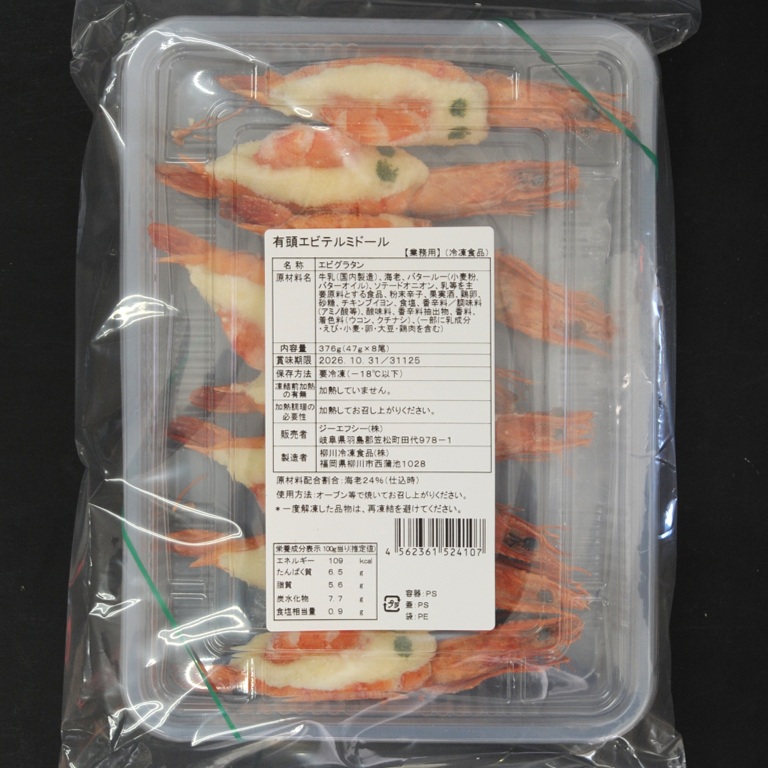 有頭エビテルミドール
【業務用】(冷凍食品)
名称 エビグラタン
原材料名 牛乳(国内製造)、海老、バタールー(小麦粉、
バターオイル)、ソテードオニオン、乳等を主
要原料とする食品、粉末辛子、果実酒、鶏卵、
砂糖、チキンブイヨン、食塩、香辛料/調味料
(アミノ酸等)、酸味料、香辛料抽出物、香料、
着色料(ウコン、クチナシ)、(一部に乳成分
・えび・小麦・卵・大豆・鶏肉を含む)
内容量 376g(47g×8尾)
賞味期限 2026.10.31/31125
保存方法 要冷凍(-18℃以下)
凍結前加熱の有無 加熱していません。
加熱調理の必要性 加熱してお召し上がりください。
販売者 ジーエフシー(株)
岐阜県羽島郡笠松町田代978-1
製造者 柳川冷凍食品(株)
福岡県柳川市西蒲池1028
原材料配合割合:海老24%(仕込時)
使用方法:オーブン等で焼いてお召し上がりください。
*一度解凍した品物は、再凍結を避けてください。
4 562361 524107
栄養成分表示 100g当り(推定値)
エネルギー 109 kcal
たんぱく質 6.5 g
脂質 5.6 g
炭水化物 7.7 g
食塩相当量 0.9 g
プラ
容器:PS
蓋:PS
袋:PE